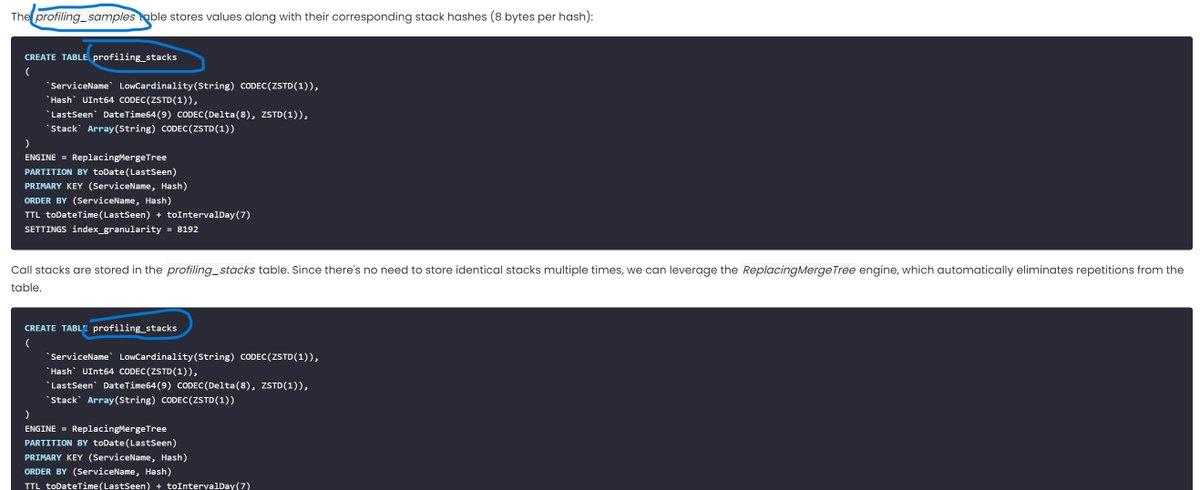 The profiling_samples table stores values along with their corresponding stack hashes (8 bytes per hash):
CREATE TABLE profiling_stacks
(
    `ServiceName` LowCardinality(String) CODEC(ZSTD(1)),
    `Hash` UInt64 CODEC(ZSTD(1)),
    `LastSeen` DateTime64(9) CODEC(Delta(8), ZSTD(1)),
    `Stack` Array(String) CODEC(ZSTD(1))
)
ENGINE = ReplacingMergeTree
PARTITION BY toDate(LastSeen)
PRIMARY KEY (ServiceName, Hash)
ORDER BY (ServiceName, Hash)
TTL toDateTime(LastSeen) + toIntervalDay(7)
SETTINGS index_granularity = 8192
Call stacks are stored in the profiling_stacks table. Since there's no need to store identical stacks multiple times, we can leverage the ReplacingMergeTree engine, which automatically eliminates repetitions from the
table.
CREATE TABLE profiling_stacks
(
    `ServiceName` LowCardinality(String) CODEC(ZSTD(1)),
    `Hash` UInt64 CODEC(ZSTD(1)),
    `LastSeen` DateTime64(9) CODEC(Delta(8), ZSTD(1)),
    `Stack` Array(String) CODEC(ZSTD(1))
)
ENGINE = ReplacingMergeTree
PARTITION BY toDate(LastSeen)
PRIMARY KEY (ServiceName, Hash)
ORDER BY (ServiceName, Hash)
TTL toDateTime(LastSeen) + toIntervalDay(7)